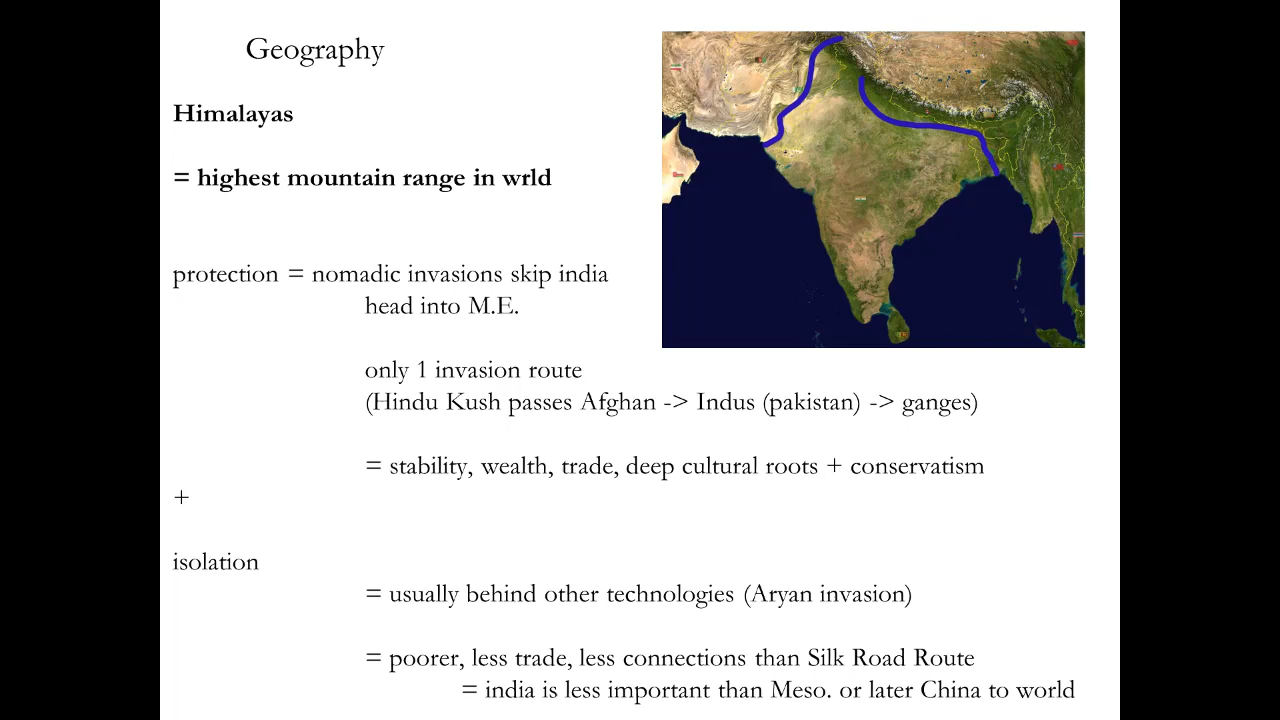 Geography
Himalayas
= highest mountain range in wrld
protection = nomadic invasions skip india
head into M.E.
only 1 invasion route
(Hindu Kush passes Afghan -> Indus (pakistan) -> ganges)
= stability, wealth, trade, deep cultural roots + conservatism
+
isolation
= usually behind other technologies (Aryan invasion)
= poorer, less trade, less connections than Silk Road Route
= india is less important than Meso. or later China to world